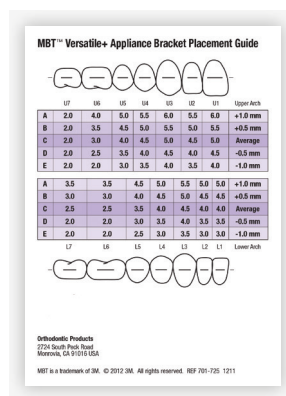 MBT™ Versatile+ Appliance Bracket Placement Guide
U7 U6 U5 U4 U3 U2 U1 Upper Arch
A 2.0 4.0 5.0 5.5 6.0 5.5 6.0 +1.0 mm
B 2.0 3.5 4.5 5.0 5.5 5.0 5.5 +0.5 mm
C 2.0 3.0 4.0 4.5 5.0 4.5 5.0 Average
D 2.0 2.5 3.5 4.0 4.5 4.0 4.5 -0.5 mm
E 2.0 2.0 3.0 3.5 4.0 3.5 4.0 -1.0 mm
A 3.5 3.5 4.5 5.0 5.5 5.0 5.0 +1.0 mm
B 3.0 3.0 4.0 4.5 5.0 4.5 4.5 +0.5 mm
C 2.5 2.5 3.5 4.0 4.5 4.0 4.0 Average
D 2.0 2.0 3.0 3.5 4.0 3.5 3.5 -0.5 mm
E 2.0 2.0 2.5 3.0 3.5 3.0 3.0 -1.0 mm
L7 L6 L5 L4 L3 L2 L1 Lower Arch
Orthodontic Products
2724 South Peck Road
Monrovia, CA 91016 USA
MBT is a trademark of 3M. © 2012 3M. All rights reserved. REF 701-725 1211